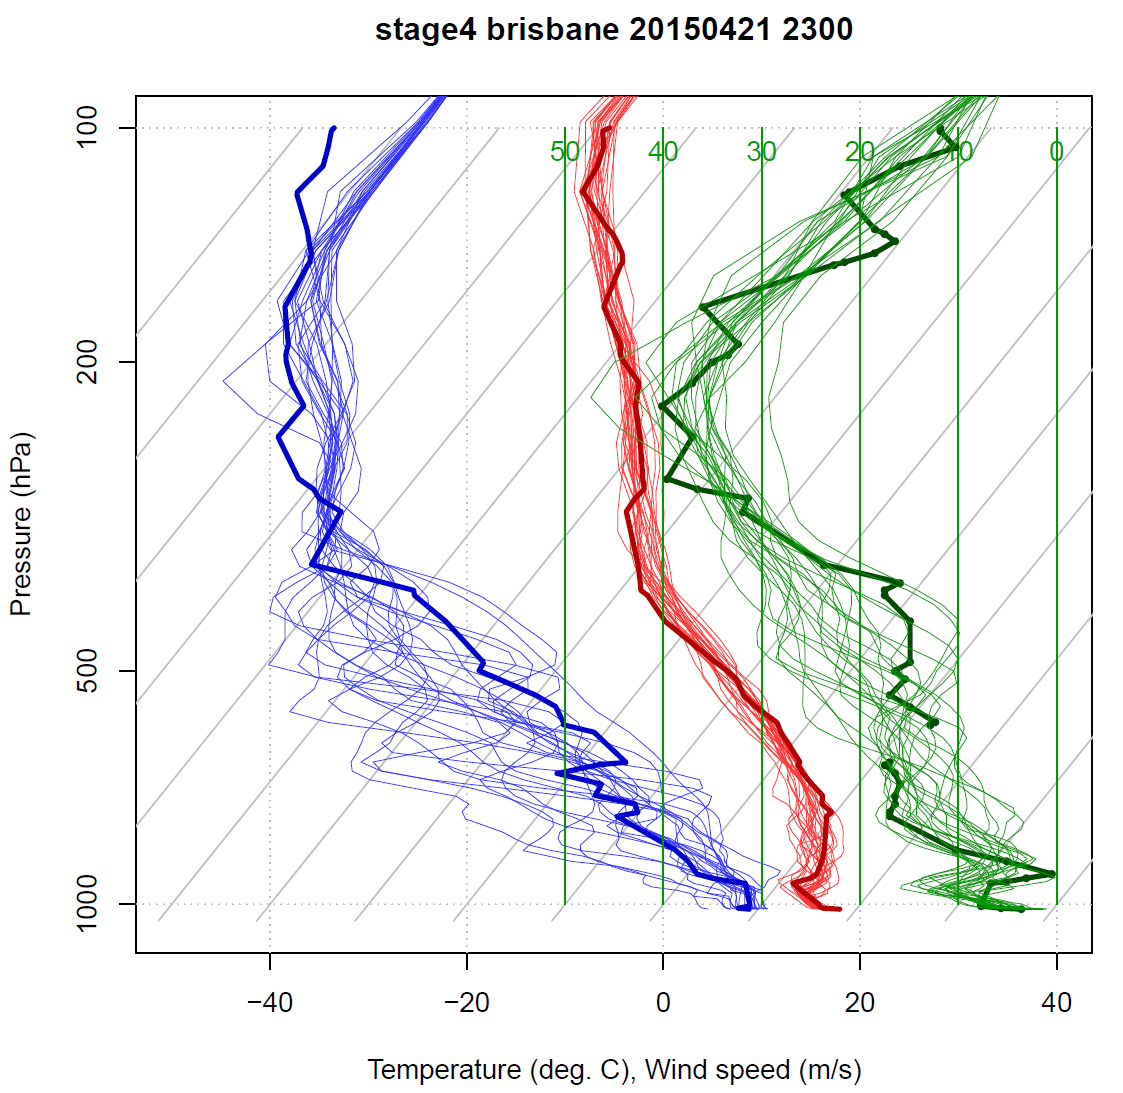 stage4 brisbane 20150421 2300
100
50 40 30 20 10 0
200
Pressure (hPa)
500
1000
−40 −20 0 20 40
Temperature (deg. C), Wind speed (m/s)